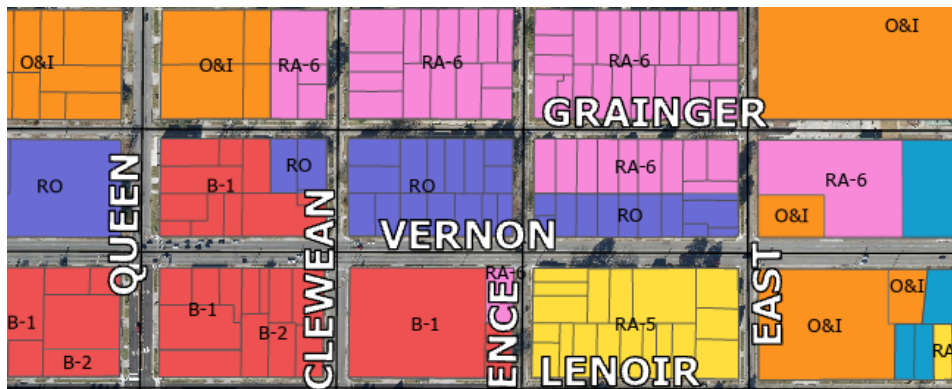 O&I
O&I
RA-6
RA-6
RA-6
O&I
GRAINGER
RO
QUEEN
B-1
RO
CLEWEAN
RO
VERNON
RA-6
RO
RA-6
O&I
EAST
B-1
B-2
B-1
B-2
B-1
RA-6
ENCE
RA-5
LENOIR
O&I
O&I
RA